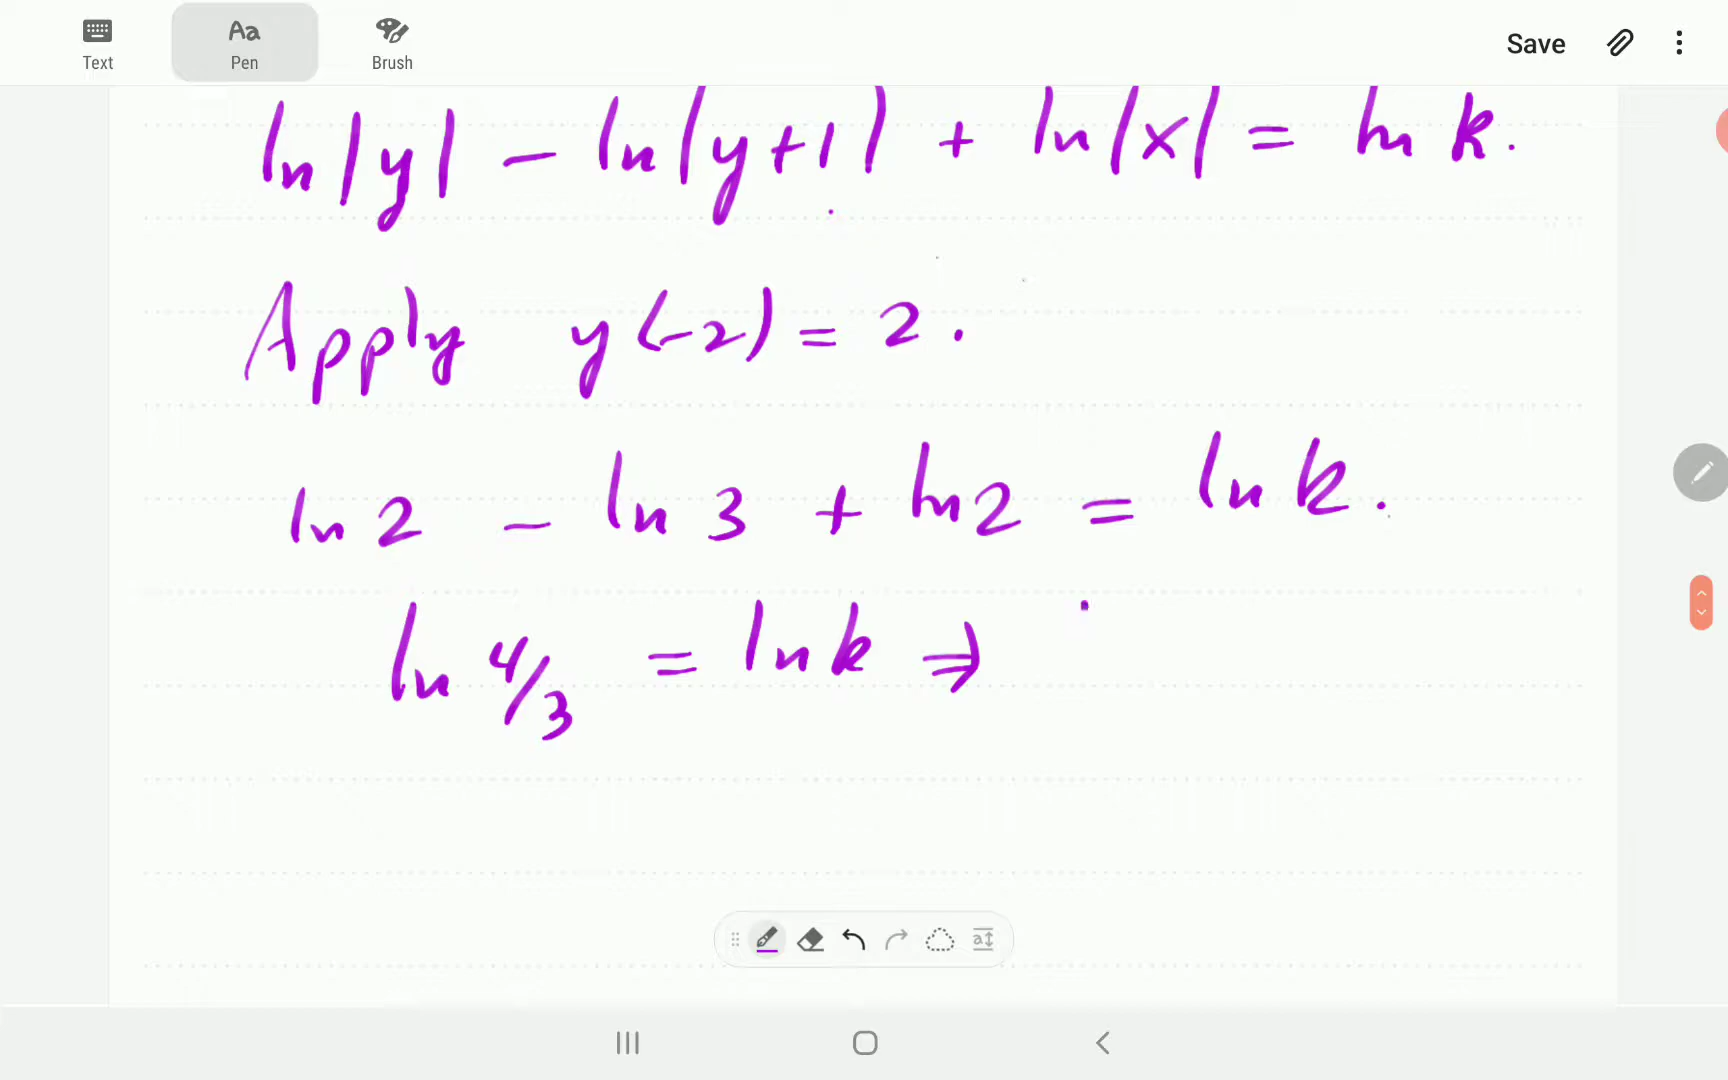 Text Pen Brush Save
ln|y| - ln|y+1| + ln|x| = ln k.
Apply y(-2) = 2.
ln 2 - ln 3 + ln 2 = ln k.
ln 4/3 = ln k ⇒